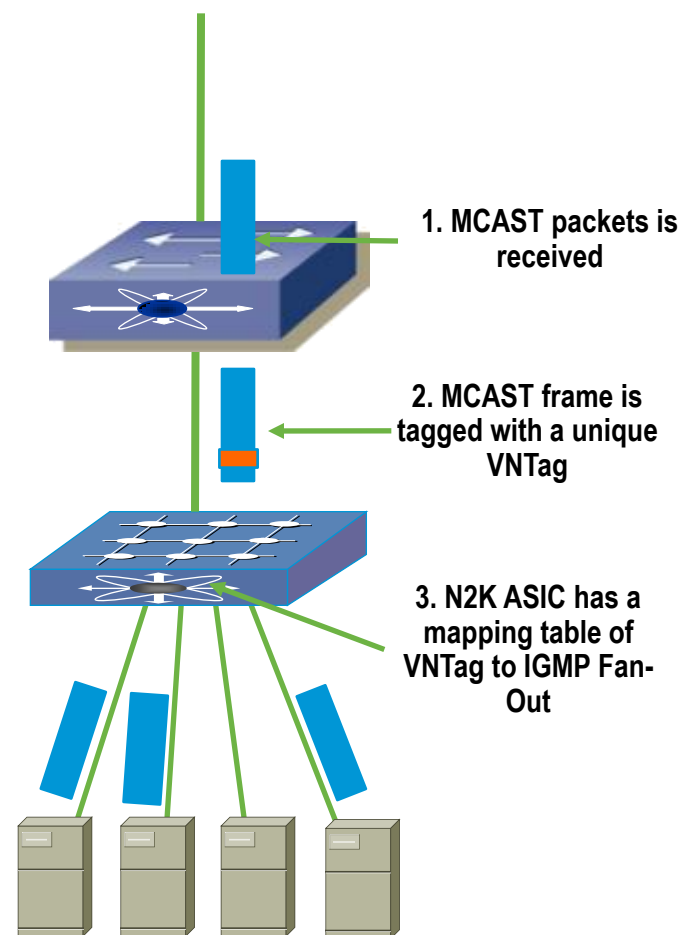 1. MCAST packets is
received
2. MCAST frame is
tagged with a unique
VNTag
3. N2K ASIC has a
mapping table of
VNTag to IGMP Fan-
Out